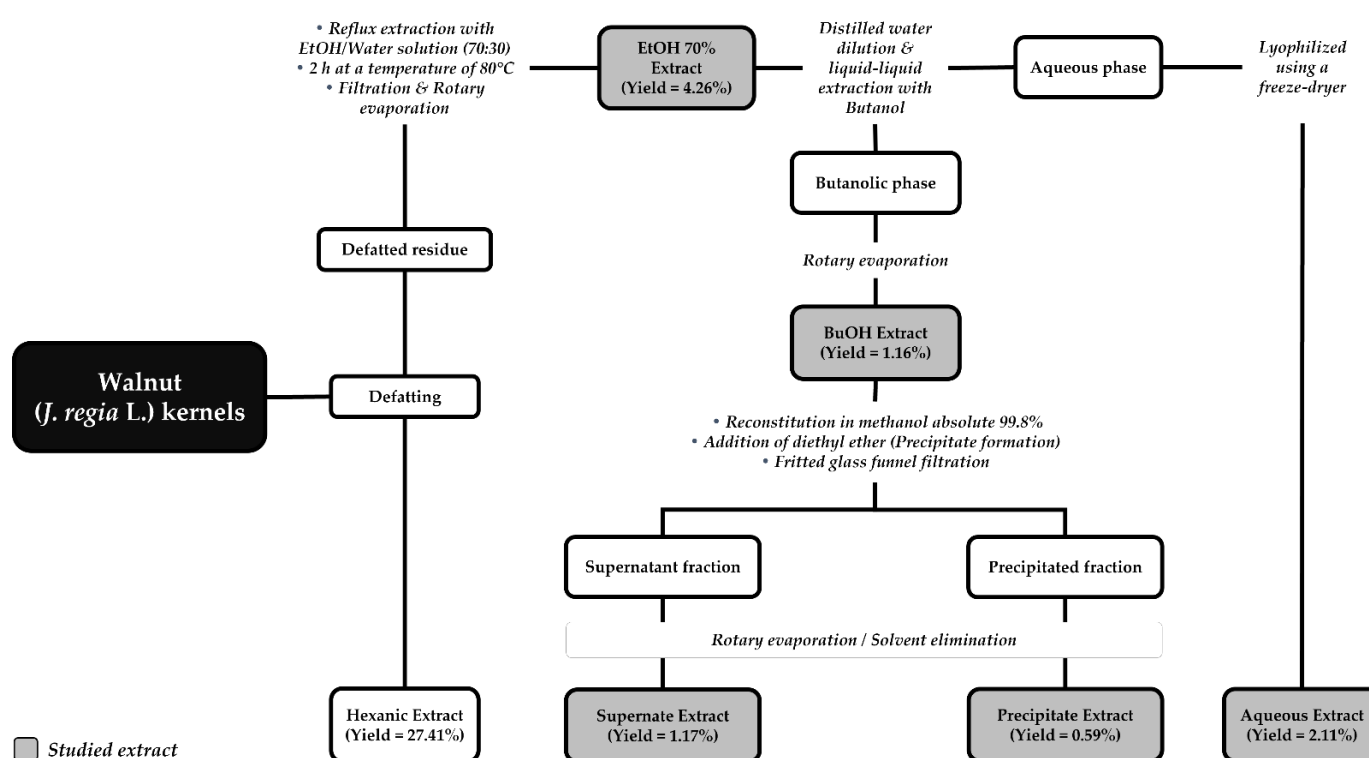 • Reflux extraction with
EtOH/Water solution (70:30)
• 2 h at a temperature of 80°C
• Filtration & Rotary
evaporation
EtOH 70%
Extract
(Yield = 4.26%)
Distilled water
dilution &
liquid-liquid
extraction with
Butanol
Aqueous phase
Lyophilized
using a
freeze-dryer
Butanolic phase
Defatted residue
Rotary evaporation
BuOH Extract
(Yield = 1.16%)
Walnut
(J. regia L.) kernels
Defatting
• Reconstitution in methanol absolute 99.8%
• Addition of diethyl ether (Precipitate formation)
• Fritted glass funnel filtration
Supernatant fraction
Precipitated fraction
Rotary evaporation / Solvent elimination
Hexanic Extract
(Yield = 27.41%)
Supernate Extract
(Yield = 1.17%)
Precipitate Extract
(Yield = 0.59%)
Aqueous Extract
(Yield = 2.11%)
Studied extract